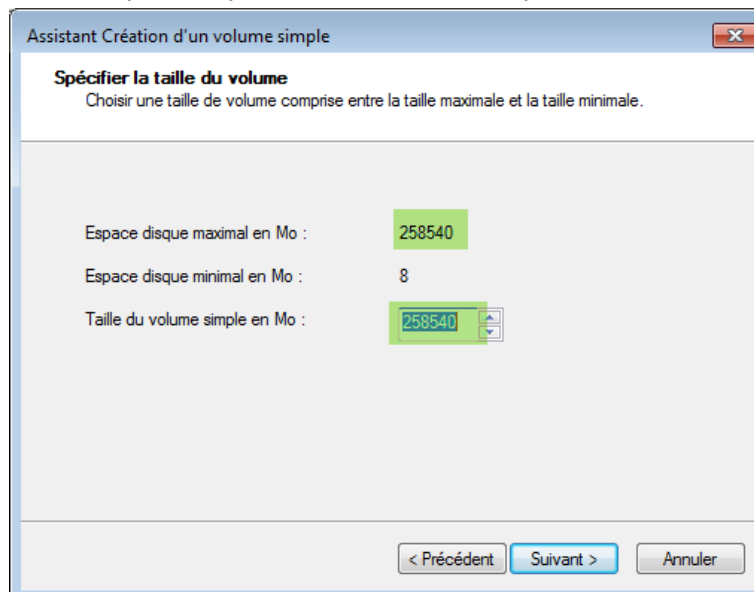 Assistant Création d'un volume simple
Spécifier la taille du volume
Choisir une taille de volume comprise entre la taille maximale et la taille minimale.
Espace disque maximal en Mo : 258540
Espace disque minimal en Mo : 8
Taille du volume simple en Mo : 258540
< Précédent Suivant > Annuler